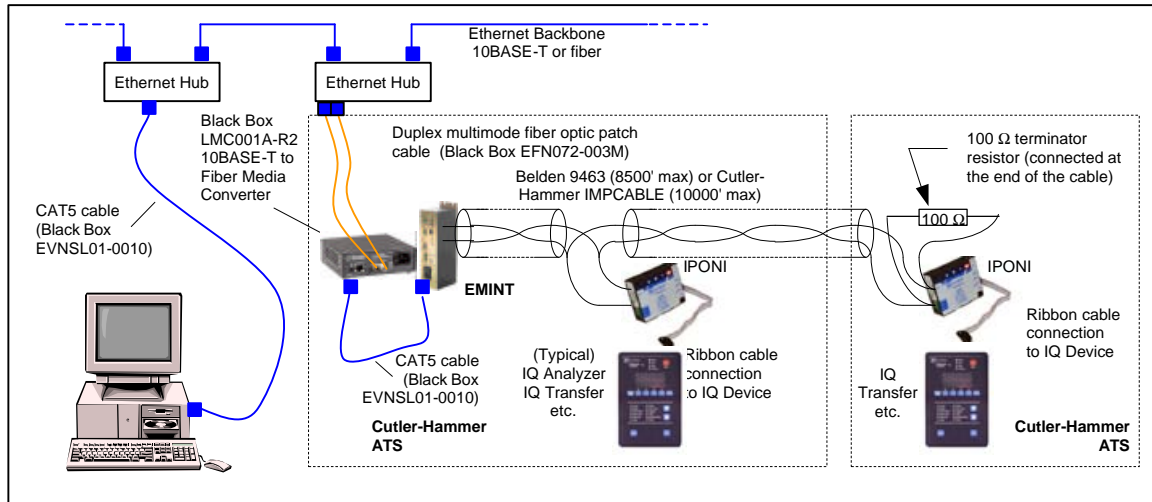 Ethernet Backbone
10BASE-T or fiber
Ethernet Hub
Ethernet Hub
Black Box
LMC001A-R2
10BASE-T to
Fiber Media
Converter
Duplex multimode fiber optic patch
cable (Black Box EFN072-003M)
Belden 9463 (8500' max) or Cutler-
Hammer IMPCABLE (10000' max)
100 Ω terminator
resistor (connected at
the end of the cable)
100 Ω
CAT5 cable
(Black Box
EVNSL01-0010)
EMINT
IPONI
IPONI
Ribbon cable
connection
to IQ Device
CAT5 cable
(Black Box
EVNSL01-0010)
(Typical)
IQ Analyzer
IQ Transfer
etc.
Ribbon cable
connection
to IQ Device
IQ
Transfer
etc.
Cutler-Hammer
ATS
Cutler-Hammer
ATS